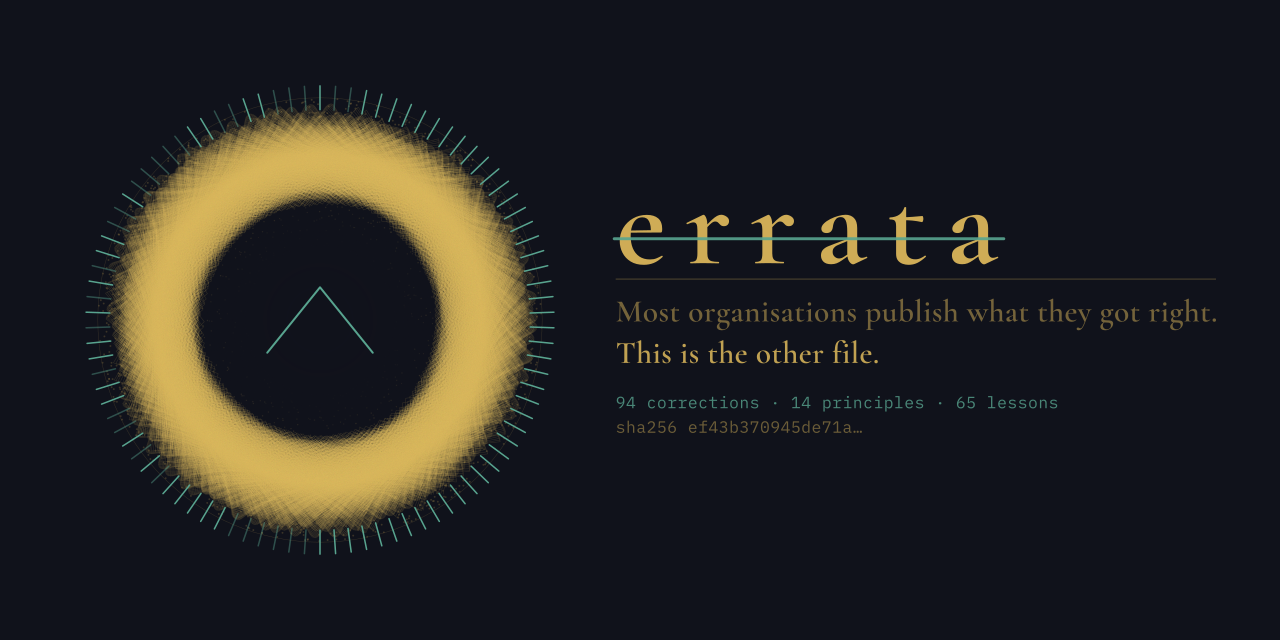 errata
Most organisations publish what they got right.
This is the other file.
94 corrections · 14 principles · 65 lessons
sha256 ef43b370945de71a…